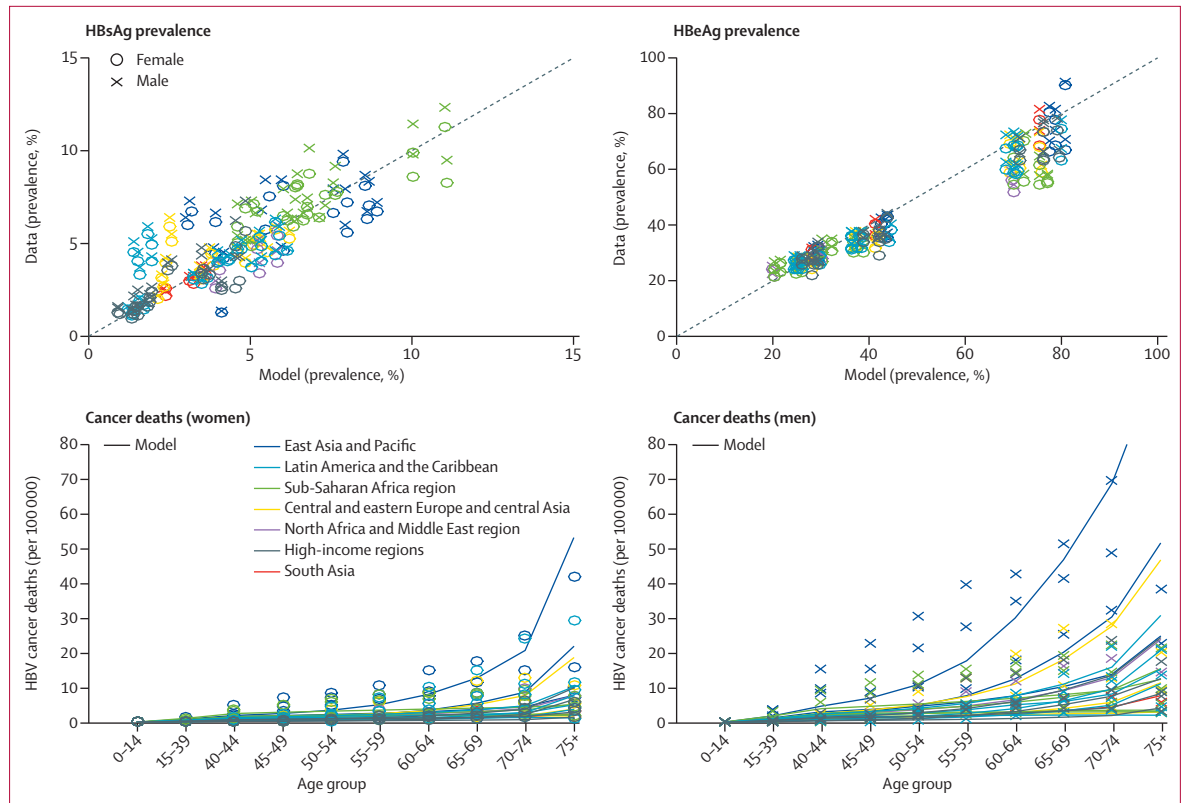 HBsAg prevalence
Female
Male
15
10
5
0
Data (prevalence, %)
0 5 10 15
Model (prevalence, %)
HBeAg prevalence
100
80
60
40
20
0
Data (prevalence, %)
0 20 40 60 80 100
Model (prevalence, %)
Cancer deaths (women)
Model
East Asia and Pacific
Latin America and the Caribbean
Sub-Saharan Africa region
Central and eastern Europe and central Asia
North Africa and Middle East region
High-income regions
South Asia
80
70
60
50
40
30
20
10
0
HBV cancer deaths (per 100 000)
0–14 15–39 40–44 45–49 50–54 55–59 60–64 65–69 70–74 75+
Age group
Cancer deaths (men)
Model
80
70
60
50
40
30
20
10
0
HBV cancer deaths (per 100 000)
0–14 15–39 40–44 45–49 50–54 55–59 60–64 65–69 70–74 75+
Age group